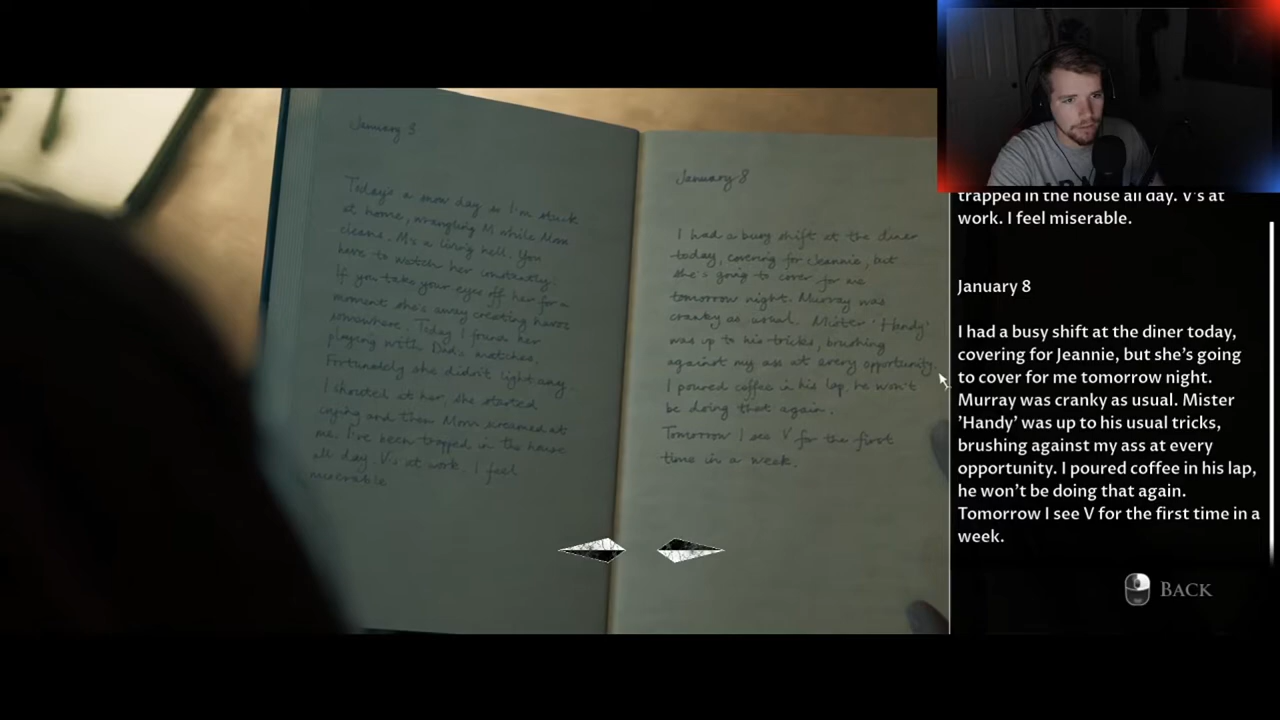 January 3
Today's a snow day so I'm stuck
at home, wrangling M while Mom
cleans. M's a living hell. You
have to watch her constantly.
If you take your eyes off her for a
moment she's away creating havoc
somewhere. Today I found her
playing with Dad's matches.
Fortunately she didn't light any.
I shouted at her, she started
crying and then Mom screamed at
me. I've been trapped in the house
all day. V's at work. I feel
miserable
January 8
I had a busy shift at the diner
today, covering for Jeannie, but
she's going to cover for me
tomorrow night. Murray was
cranky as usual. Mister 'Handy'
was up to his tricks, brushing
against my ass at every opportunity.
I poured coffee in his lap, he won't
be doing that again.
Tomorrow I see V for the first
time in a week.
trapped in the house all day. V's at
work. I feel miserable.
January 8
I had a busy shift at the diner today,
covering for Jeannie, but she's going
to cover for me tomorrow night.
Murray was cranky as usual. Mister
'Handy' was up to his usual tricks,
brushing against my ass at every
opportunity. I poured coffee in his lap,
he won't be doing that again.
Tomorrow I see V for the first time in a
week.
BACK